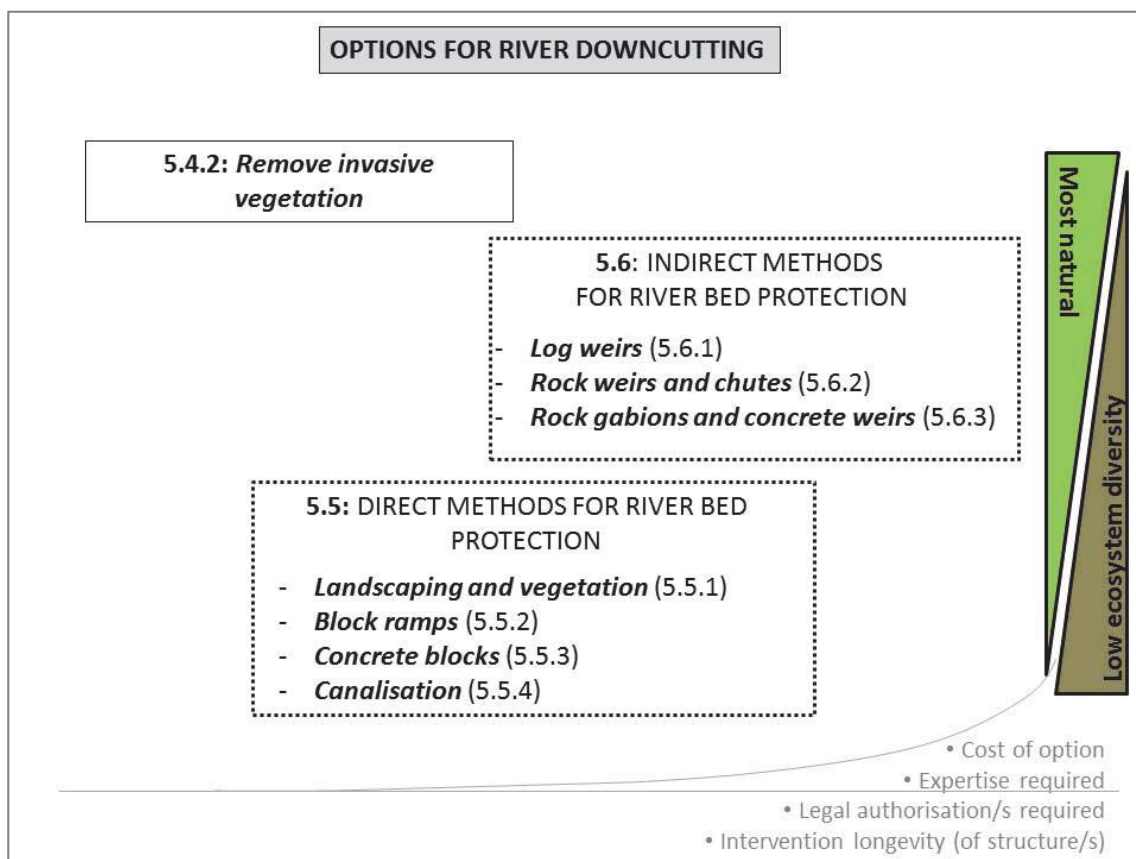 OPTIONS FOR RIVER DOWNCUTTING
5.4.2: Remove invasive
vegetation
5.6: INDIRECT METHODS
FOR RIVER BED PROTECTION
- Log weirs (5.6.1)
- Rock weirs and chutes (5.6.2)
- Rock gabions and concrete weirs (5.6.3)
5.5: DIRECT METHODS FOR RIVER BED
PROTECTION
- Landscaping and vegetation (5.5.1)
- Block ramps (5.5.2)
- Concrete blocks (5.5.3)
- Canalisation (5.5.4)
Most natural
Low ecosystem diversity
• Cost of option
• Expertise required
• Legal authorisation/s required
• Intervention longevity (of structure/s)